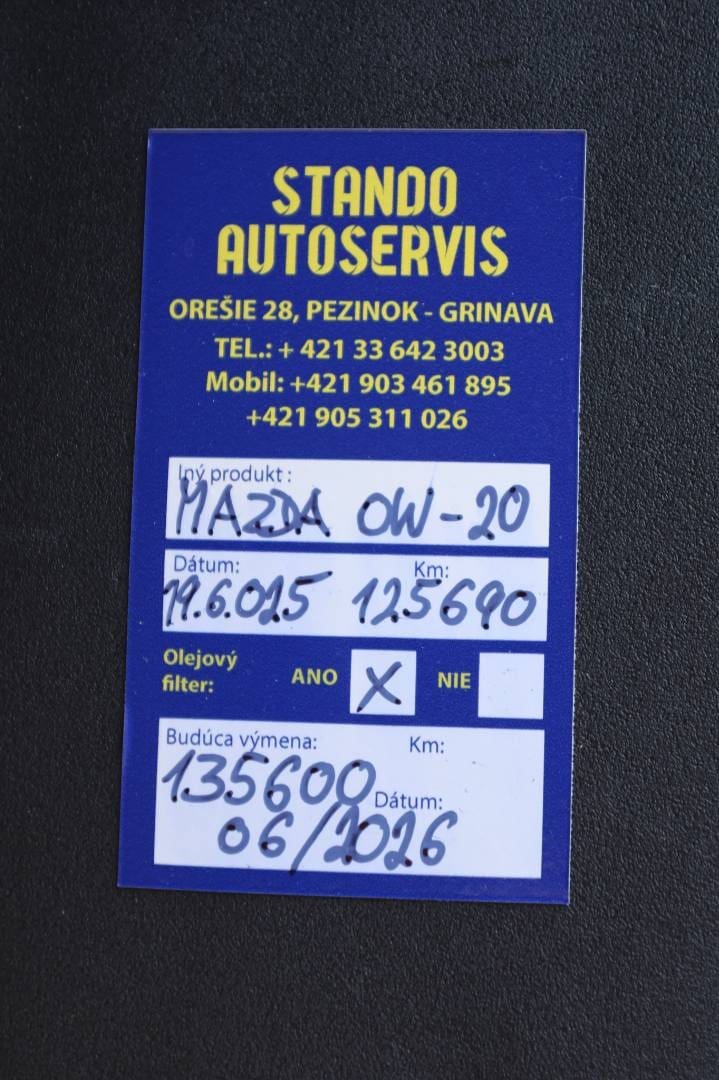 STANDO
AUTOSERVIS
OREŠIE 28, PEZINOK - GRINAVA
TEL.: + 421 33 642 3003
Mobil: +421 903 461 895
+421 905 311 026
Iný produkt :
MAZDA 0W-20
Dátum: Km:
19.6.025 125690
Olejový
filter: ANO X NIE
Budúca výmena: Km:
135600
Dátum:
06/2026